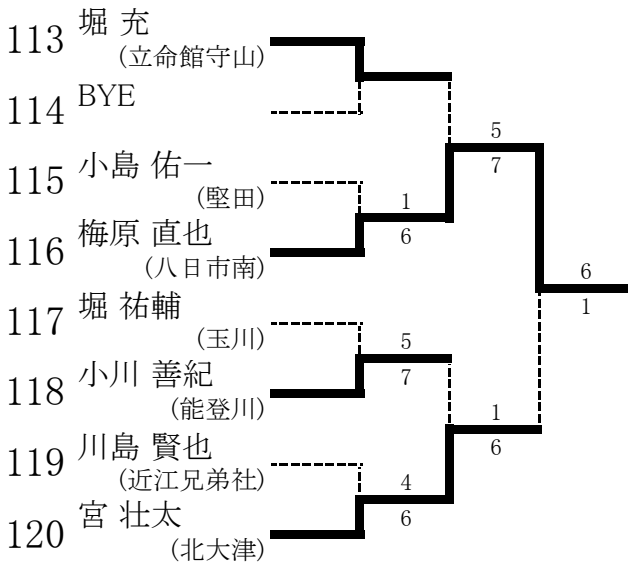 113 堀 充
(立命館守山)
114 BYE
115 小島 佑一
(堅田)
116 梅原 直也
(八日市南)
117 堀 祐輔
(玉川)
118 小川 善紀
(能登川)
119 川島 賢也
(近江兄弟社)
120 宮 壮太
(北大津)
1
6
5
7
4
6
5
7
1
6
6
1